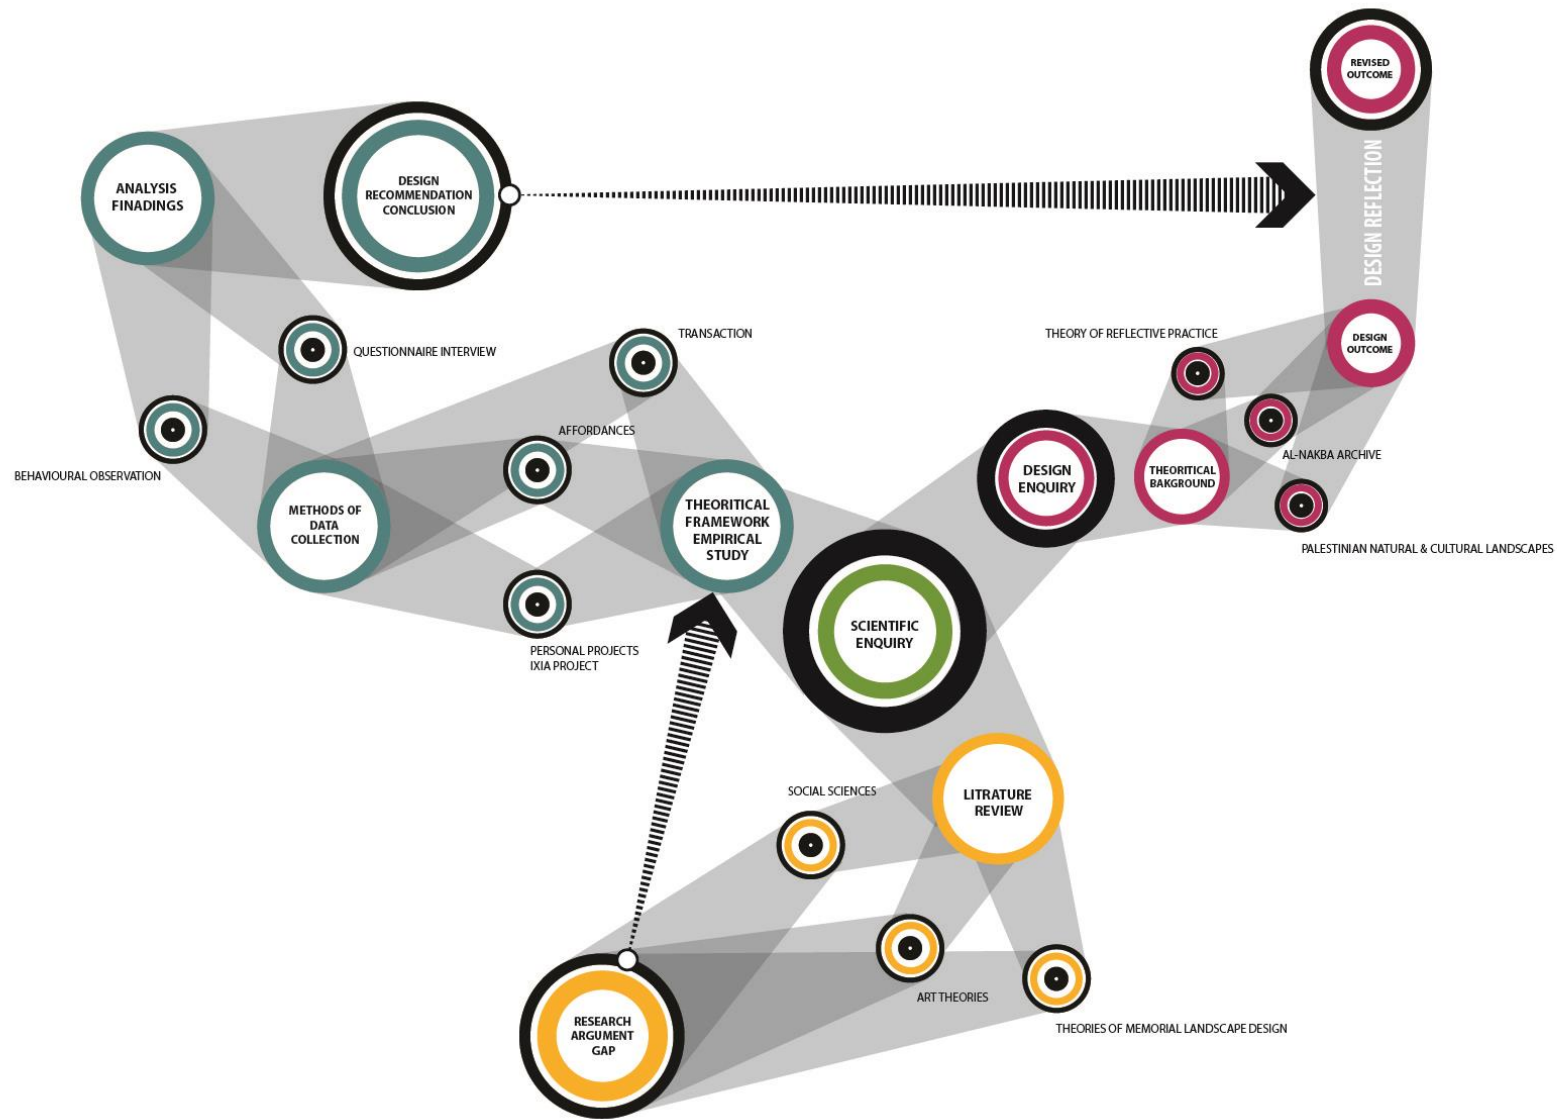 REVISED
OUTCOME
DESIGN REFLECTION
ANALYSIS
FINADINGS
DESIGN
RECOMMENDATION
CONCLUSION
QUESTIONNAIRE INTERVIEW
TRANSACTION
THEORY OF REFLECTIVE PRACTICE
DESIGN
OUTCOME
BEHAVIOURAL OBSERVATION
AFFORDANCES
AL-NAKBA ARCHIVE
METHODS OF
DATA
COLLECTION
THEORITICAL
FRAMEWORK
EMPIRICAL
STUDY
DESIGN
ENQUIRY
THEORITICAL
BAKGROUND
PALESTINIAN NATURAL & CULTURAL LANDSCAPES
PERSONAL PROJECTS
IXIA PROJECT
SCIENTIFIC
ENQUIRY
SOCIAL SCIENCES
LITRATURE
REVIEW
ART THEORIES
THEORIES OF MEMORIAL LANDSCAPE DESIGN
RESEARCH
ARGUMENT
GAP